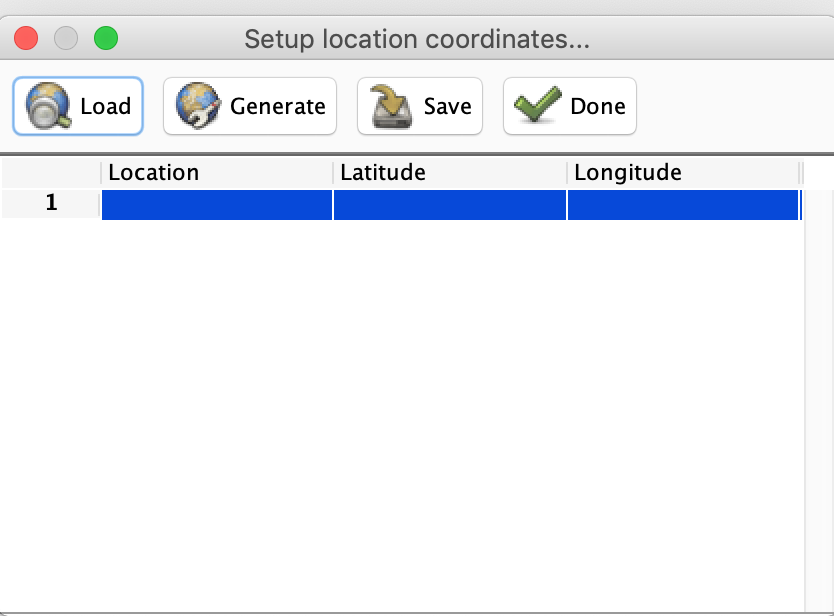 Setup location coordinates...
Load Generate Save Done
Location Latitude Longitude
1